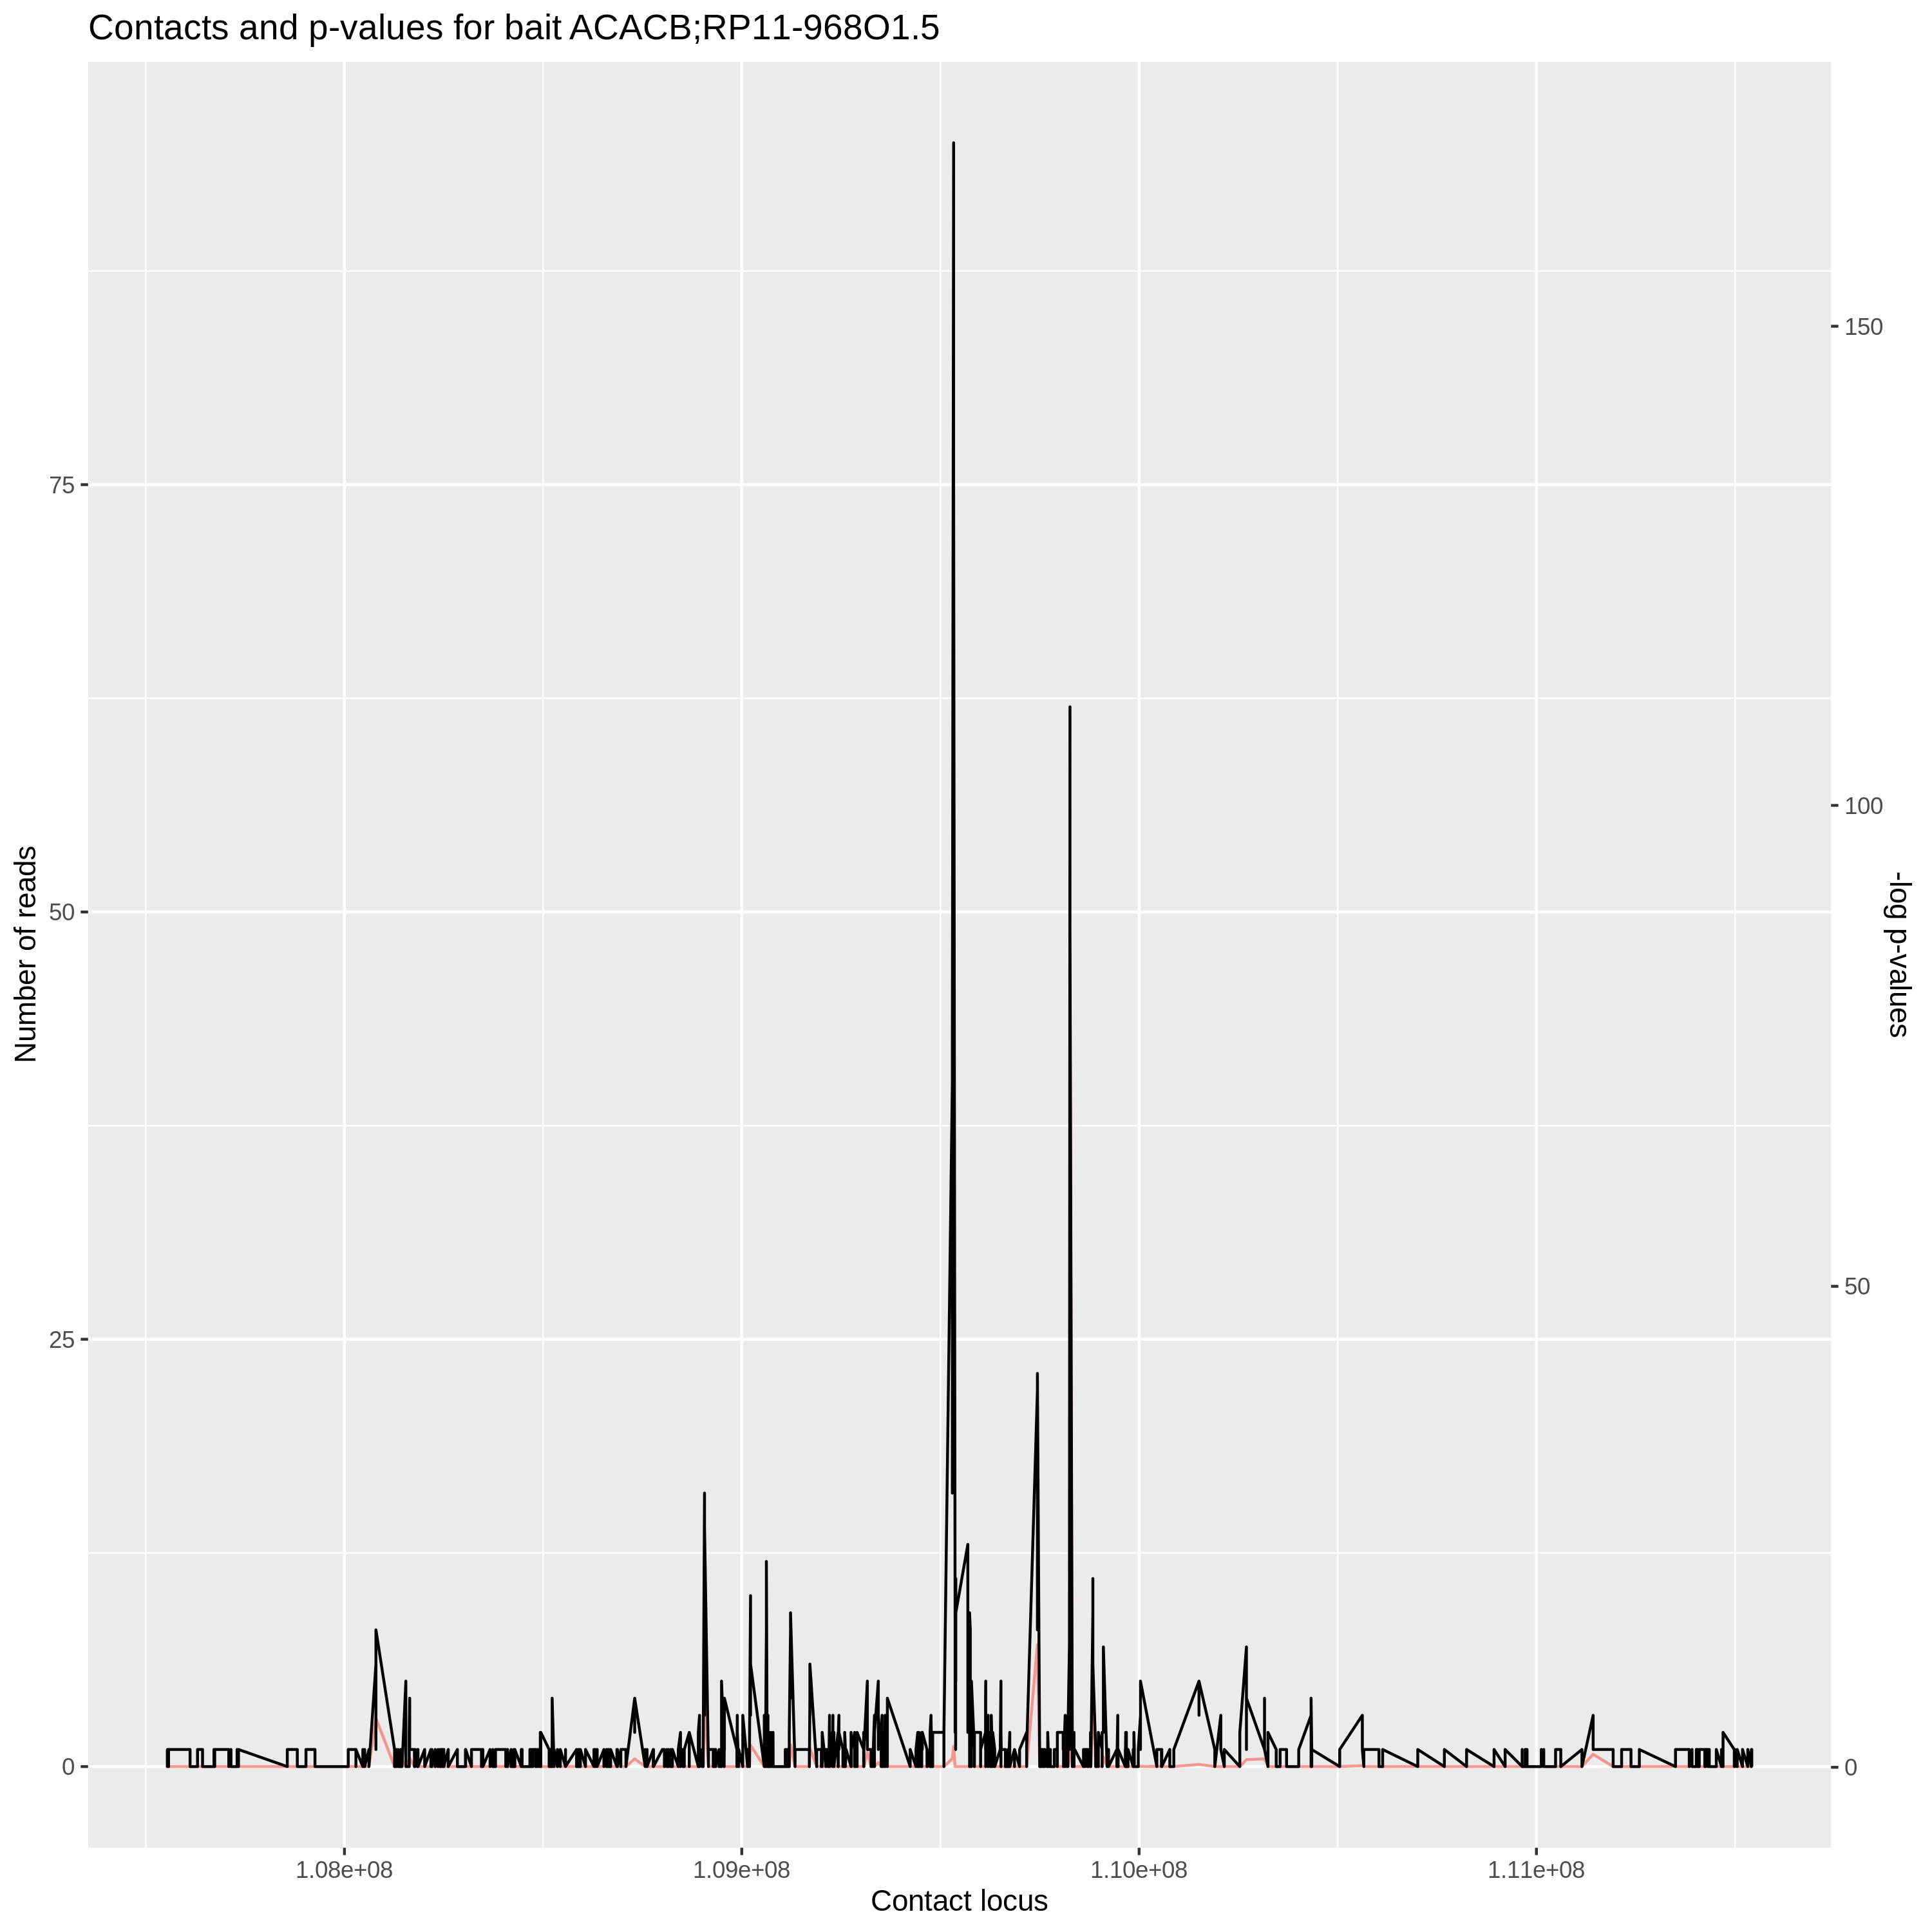 Contacts and p-values for bait ACACB;RP11-968O1.5
75
50
25
0
150
100
50
0
Number of reads
-log p-values
1.08e+08 1.09e+08 1.10e+08 1.11e+08
Contact locus